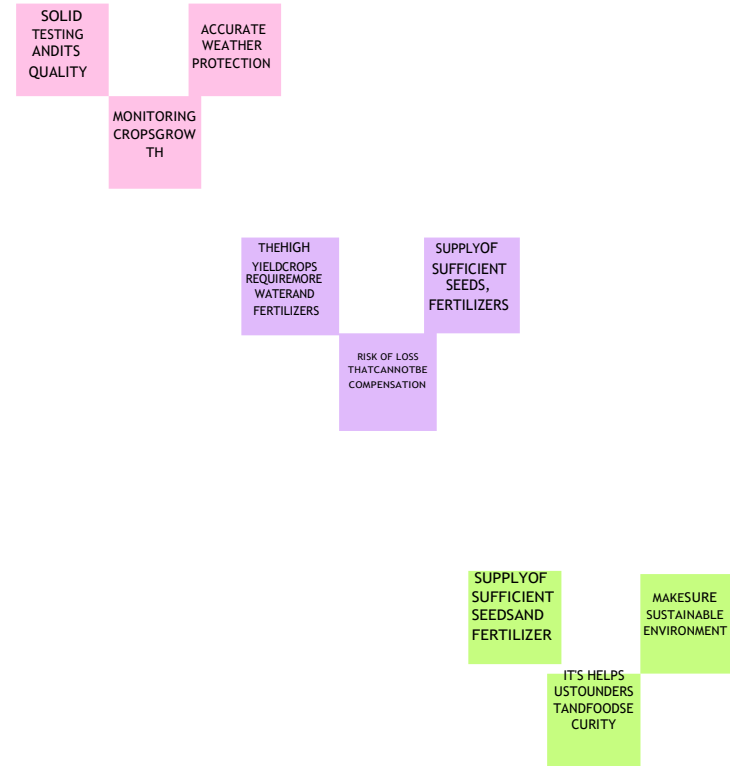 SOLID
TESTING
ANDITS
QUALITY
ACCURATE
WEATHER
PROTECTION
MONITORING
CROPSGROW
TH
THEHIGH
YIELDCROPS
REQUIREMORE
WATERAND
FERTILIZERS
SUPPLYOF
SUFFICIENT
SEEDS,
FERTILIZERS
RISK OF LOSS
THATCANNOTBE
COMPENSATION
SUPPLYOF
SUFFICIENT
SEEDSAND
FERTILIZER
MAKESURE
SUSTAINABLE
ENVIRONMENT
IT'S HELPS
USTOUNDERS
TANDFOODSE
CURITY